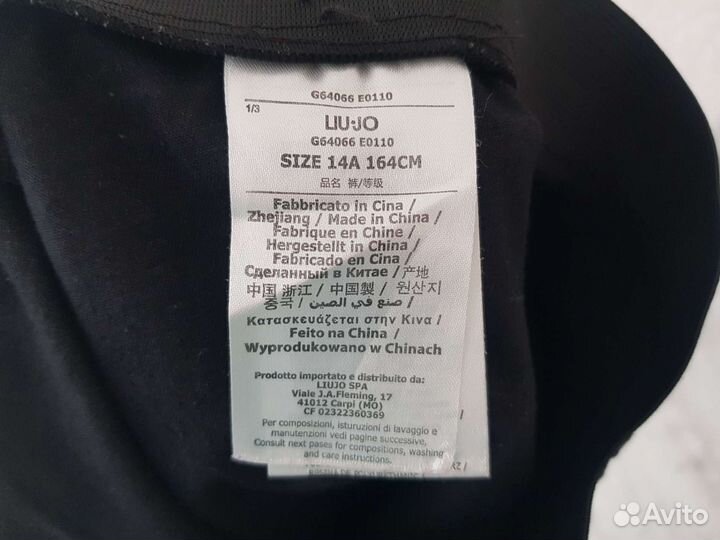 G64066 E0110
1/3
LIU·JO
G64066 E0110
SIZE 14A 164CM
品名 裤/等级
Fabbricato in Cina /
Zhejiang / Made in China /
Fabrique en Chine /
Hergestellt in China /
Fabricado en Cina /
Сделанный в Китае / 产地
中国 浙江 / 中国製 / 원산지
중국 / صنع في الصين /
Κατασκευάζεται στην Κινα /
Feito na China /
Wyprodukowano w Chinach
Prodotto importato e distribuito da:
LIUJO SPA
Viale J.A.Fleming, 17
41012 Carpi (MO)
CF 02322360369
Per composizioni, isturuzioni di lavaggio e
manutenzioni vedi pagine successive,
Consult next pases for compositions, washing
and care instructions.
KZ /
Avito